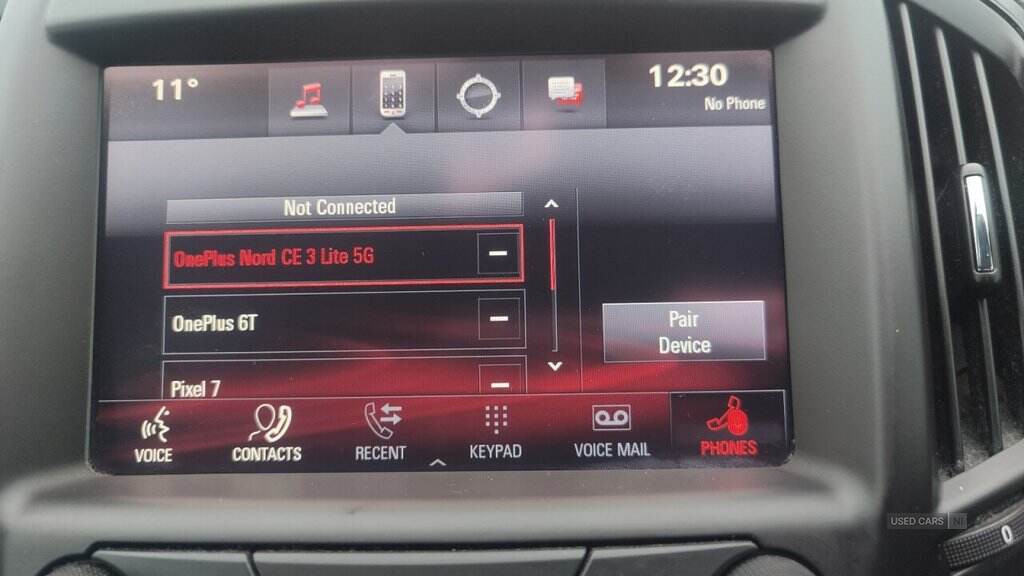 11°
12:30
No Phone
Not Connected
OnePlus Nord CE 3 Lite 5G
OnePlus 6T
Pixel 7
Pair
Device
VOICE
CONTACTS
RECENT
KEYPAD
VOICE MAIL
PHONES
USED CARS NI
0